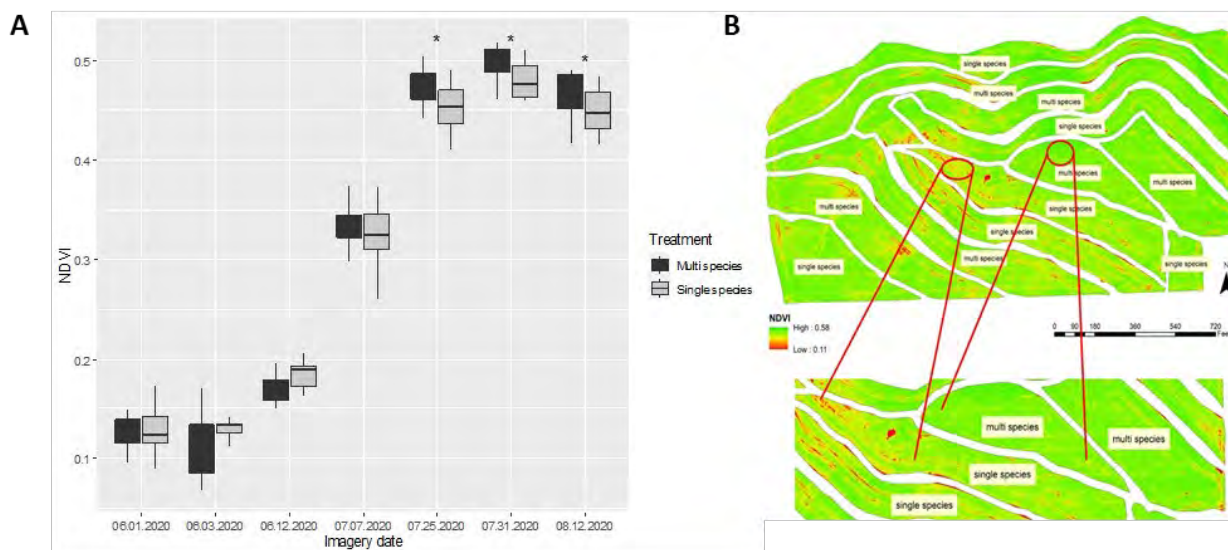 A
0.5
0.4
0.3
0.2
0.1
NDVI
06.01.2020 06.03.2020 06.12.2020 07.07.2020 07.25.2020 07.31.2020 08.12.2020
Imagery date
* * *
Treatment
Multi species
Single species
B
single species
multi species
multi species
single species
multi species
multi species
multi species
single species
single species
multi species
single species
single species
N
NDVI
High : 0.58
Low : 0.11
0 90 180 360 540 720
Feet
multi species
multi species
single species
single species